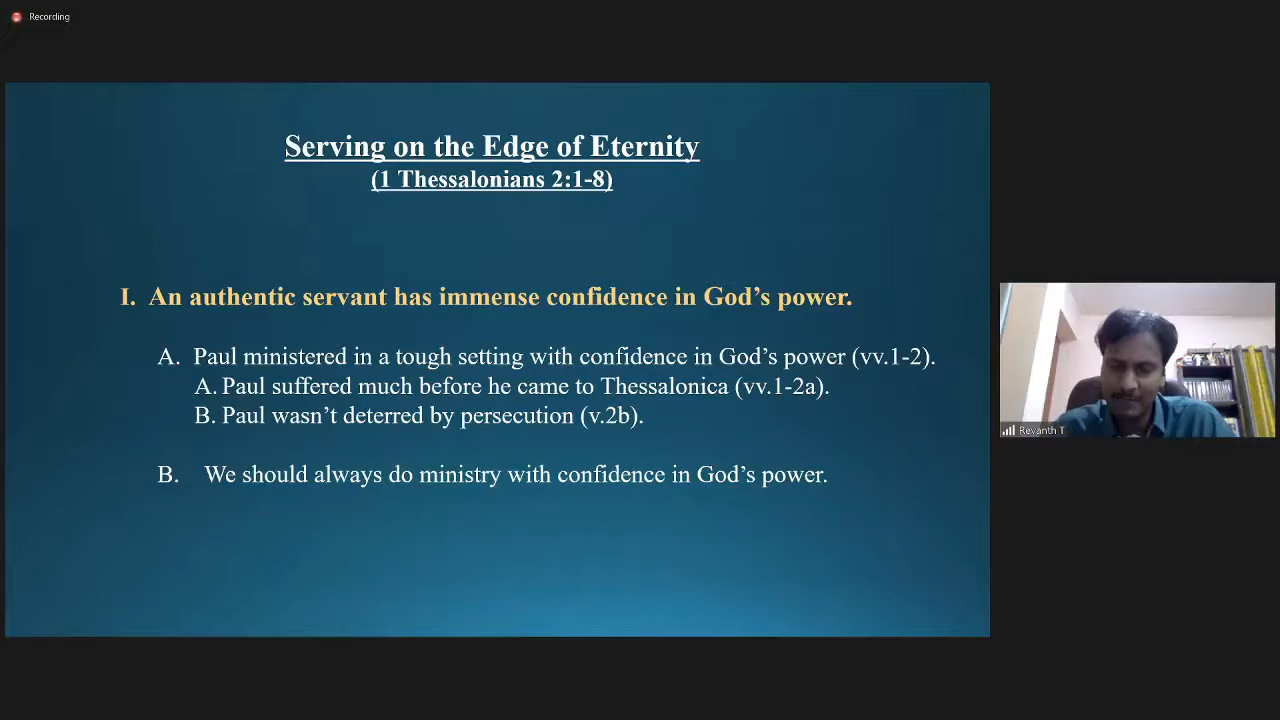 Recording
Serving on the Edge of Eternity
(1 Thessalonians 2:1-8)
I. An authentic servant has immense confidence in God’s power.
A. Paul ministered in a tough setting with confidence in God’s power (vv.1-2).
A. Paul suffered much before he came to Thessalonica (vv.1-2a).
B. Paul wasn’t deterred by persecution (v.2b).
B. We should always do ministry with confidence in God’s power.
Revanth T